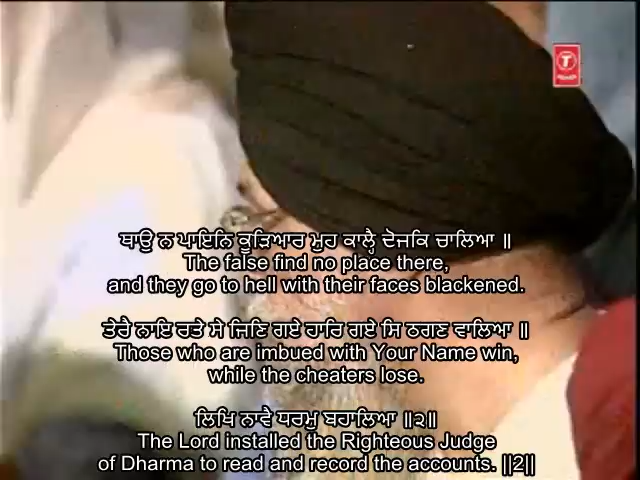 T
ਥਾਉ ਨ ਪਾਇਨਿ ਕੂੜਿਆਰ ਮੁਹ ਕਾਲ੍ਹੈ ਦੋਜਕਿ ਚਾਲਿਆ ॥
The false find no place there,
and they go to hell with their faces blackened.
ਤੇਰੈ ਨਾਇ ਰਤੇ ਸੇ ਜਿਣਿ ਗਏ ਹਾਰਿ ਗਏ ਸਿ ਠਗਣ ਵਾਲਿਆ ॥
Those who are imbued with Your Name win,
while the cheaters lose.
ਲਿਖਿ ਨਾਵੈ ਧਰਮੁ ਬਹਾਲਿਆ ॥੨॥
The Lord installed the Righteous Judge
of Dharma to read and record the accounts. ||2||